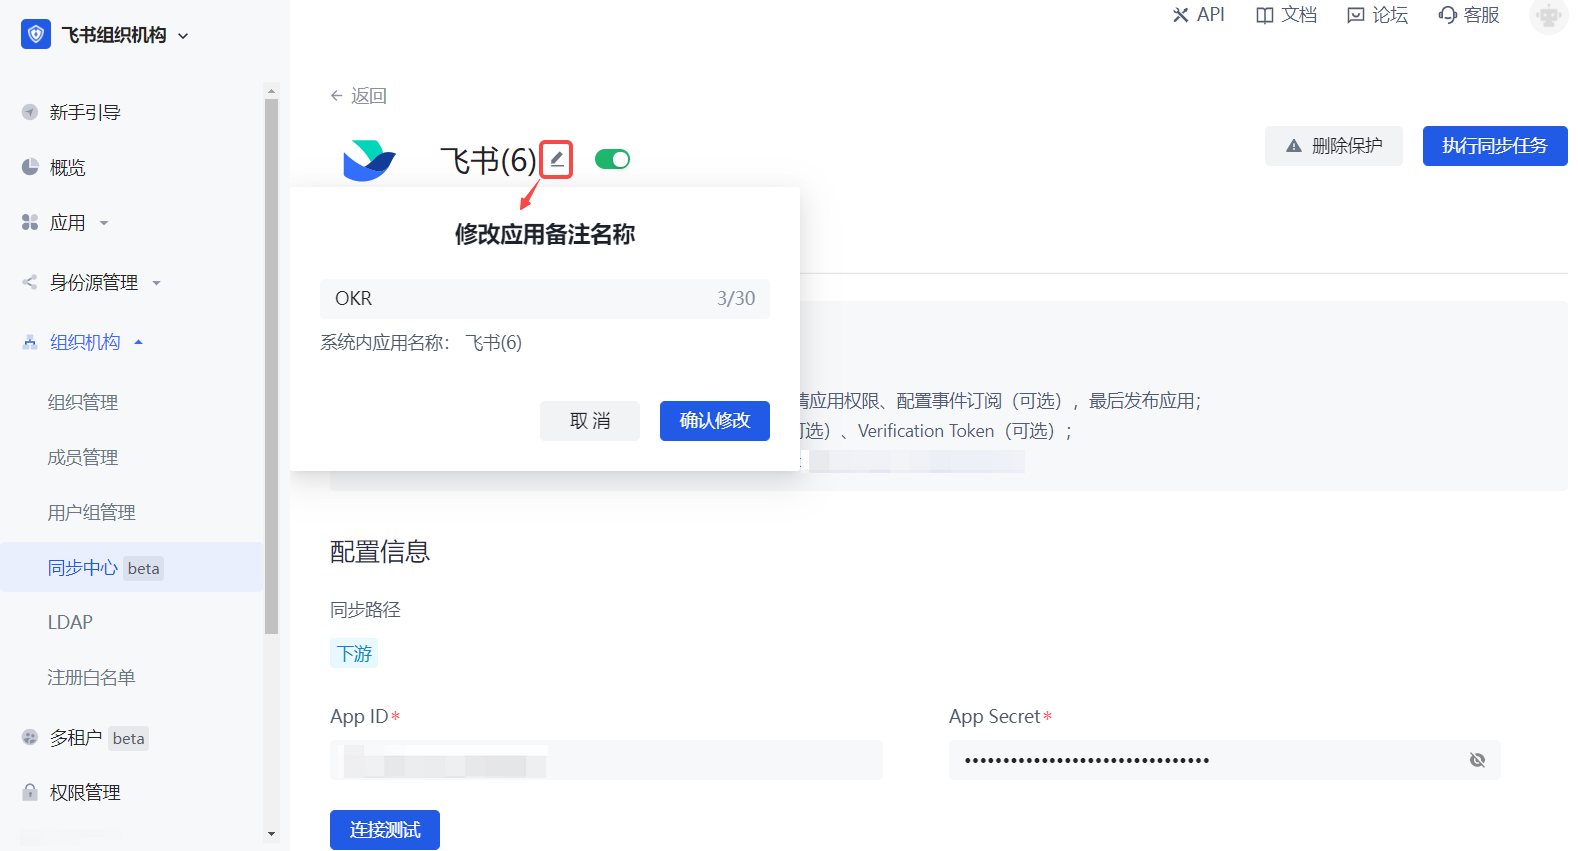 飞书组织机构
API 文档 论坛 客服
新手引导
概览
应用
身份源管理
组织机构
组织管理
成员管理
用户组管理
同步中心 beta
LDAP
注册白名单
多租户 beta
权限管理
返回
飞书(6)
删除保护
执行同步任务
修改应用备注名称
OKR 3/30
系统内应用名称： 飞书(6)
取 消
确认修改
应用权限、配置事件订阅（可选），最后发布应用；
选）、Verification Token（可选）；
配置信息
同步路径
下游
App ID*
App Secret*
连接测试